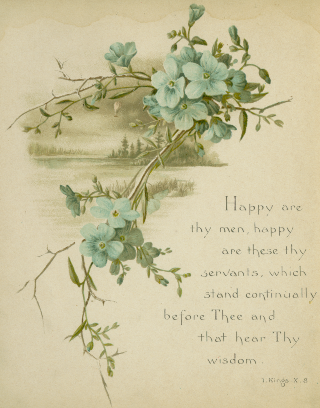 Happy are
thy men, happy
are these thy
servants, which
stand continually
before Thee and
that hear Thy
wisdom.
1. Kings. X. 8